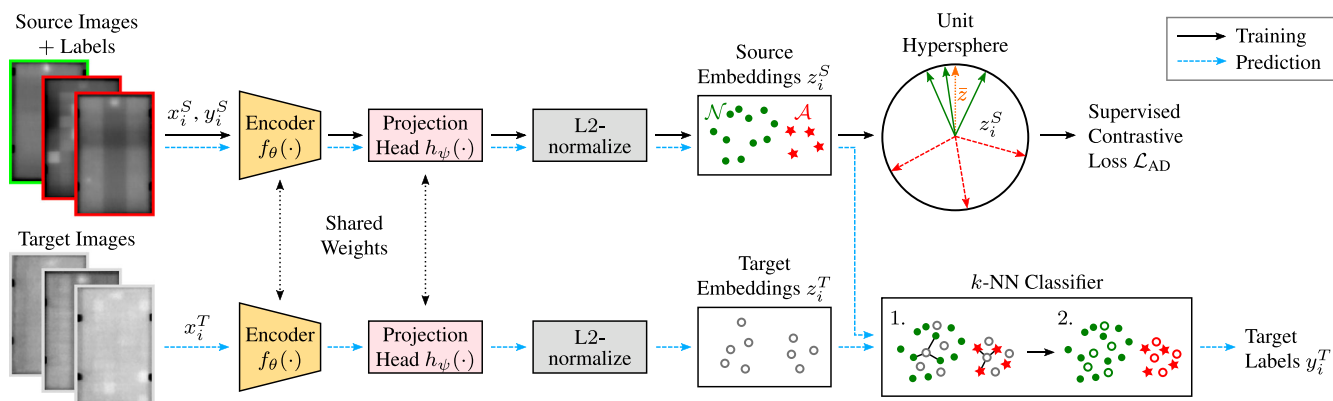 Source Images
+ Labels
x_i^S, y_i^S
Encoder
f_θ(·)
Projection
Head h_ψ(·)
L2-
normalize
Source
Embeddings z_i^S
𝒩
𝒜
Unit
Hypersphere
z̄
z_i^S
Supervised
Contrastive
Loss ℒ_AD
Training
Prediction
Shared
Weights
Target Images
x_i^T
Encoder
f_θ(·)
Projection
Head h_ψ(·)
L2-
normalize
Target
Embeddings z_i^T
k-NN Classifier
1.
2.
Target
Labels y_i^T